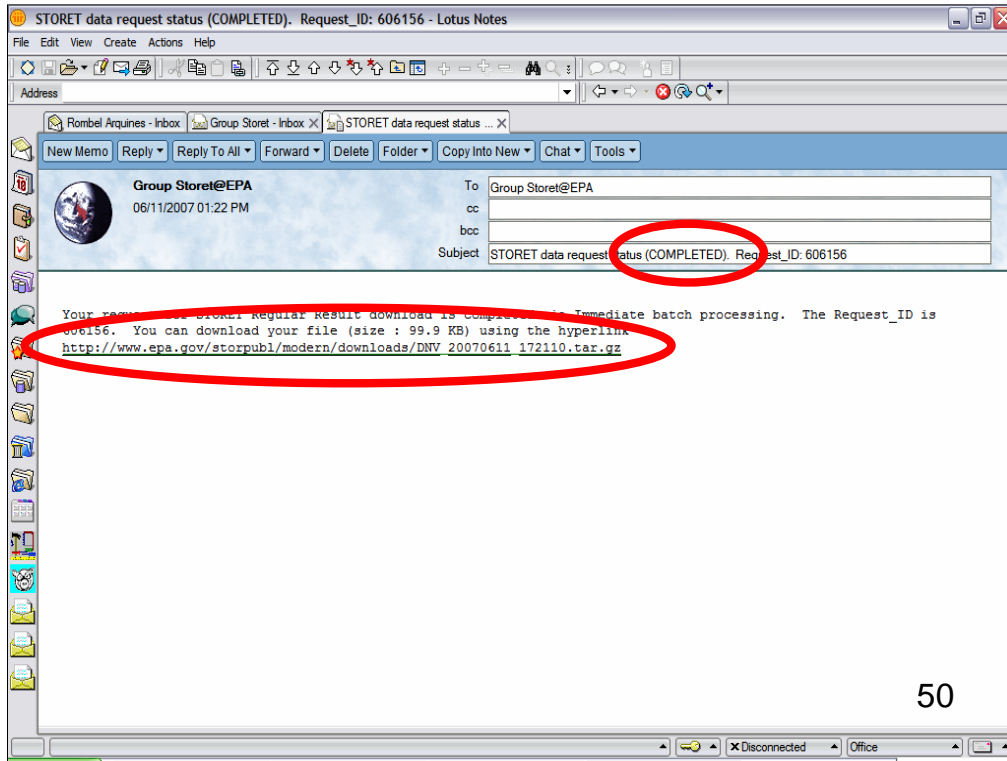 STORET data request status (COMPLETED). Request_ID: 606156 - Lotus Notes
File Edit View Create Actions Help
Address
Rombel Arquines - Inbox Group Storet - Inbox STORET data request status ...
New Memo Reply Reply To All Forward Delete Folder Copy Into New Chat Tools
Group Storet@EPA
06/11/2007 01:22 PM
To Group Storet@EPA
cc
bcc
Subject STORET data request status (COMPLETED). Request_ID: 606156
Your request for STORET Regular Result download is completed in Immediate batch processing. The Request_ID is
606156. You can download your file (size : 99.9 KB) using the hyperlink
http://www.epa.gov/storpubl/modern/downloads/DNV_20070611_172110.tar.gz
50
Disconnected Office